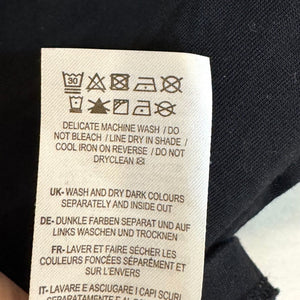 30
DELICATE MACHINE WASH / DO
NOT BLEACH / LINE DRY IN SHADE /
COOL IRON ON REVERSE / DO NOT
DRYCLEAN
UK- WASH AND DRY DARK COLOURS
SEPARATELY AND INSIDE OUT
DE- DUNKLE FARBEN SEPARAT UND AUF
LINKS WASCHEN UND TROCKNEN
FR- LAVER ET FAIRE SÉCHER LES
COULEURS FONCÉES SÉPARÉMENT ET
SUR L'ENVERS
IT- LAVARE E ASCIUGARE I CAPI SCURI